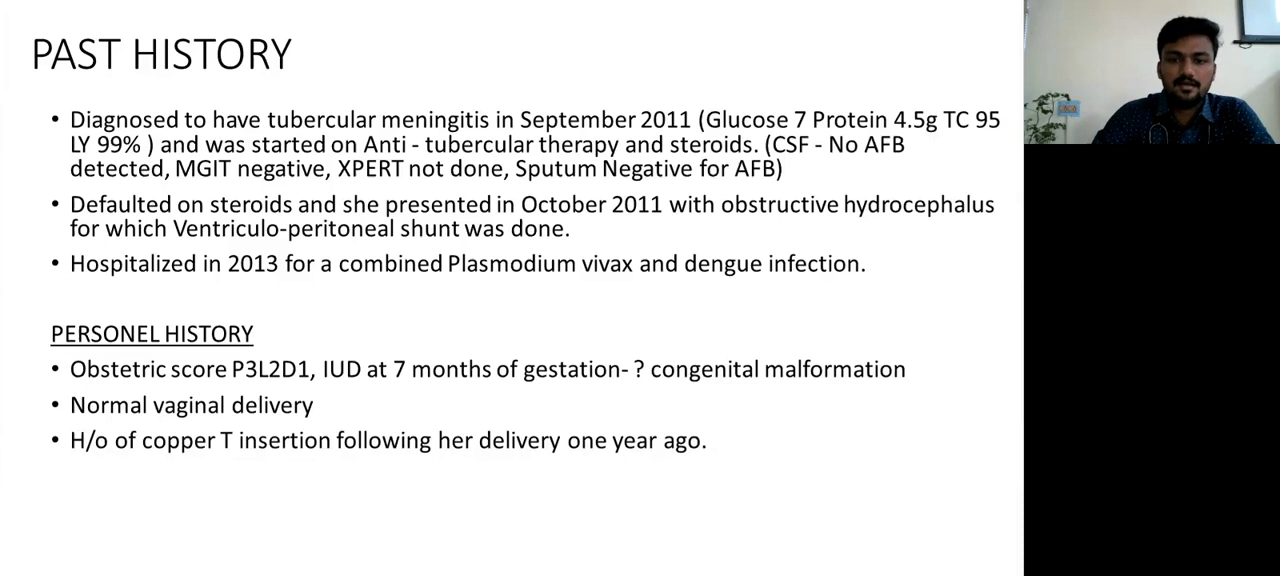 PAST HISTORY
• Diagnosed to have tubercular meningitis in September 2011 (Glucose 7 Protein 4.5g TC 95
LY 99% ) and was started on Anti - tubercular therapy and steroids. (CSF - No AFB
detected, MGIT negative, XPERT not done, Sputum Negative for AFB)
• Defaulted on steroids and she presented in October 2011 with obstructive hydrocephalus
for which Ventriculo-peritoneal shunt was done.
• Hospitalized in 2013 for a combined Plasmodium vivax and dengue infection.
PERSONEL HISTORY
• Obstetric score P3L2D1, IUD at 7 months of gestation- ? congenital malformation
• Normal vaginal delivery
• H/o of copper T insertion following her delivery one year ago.